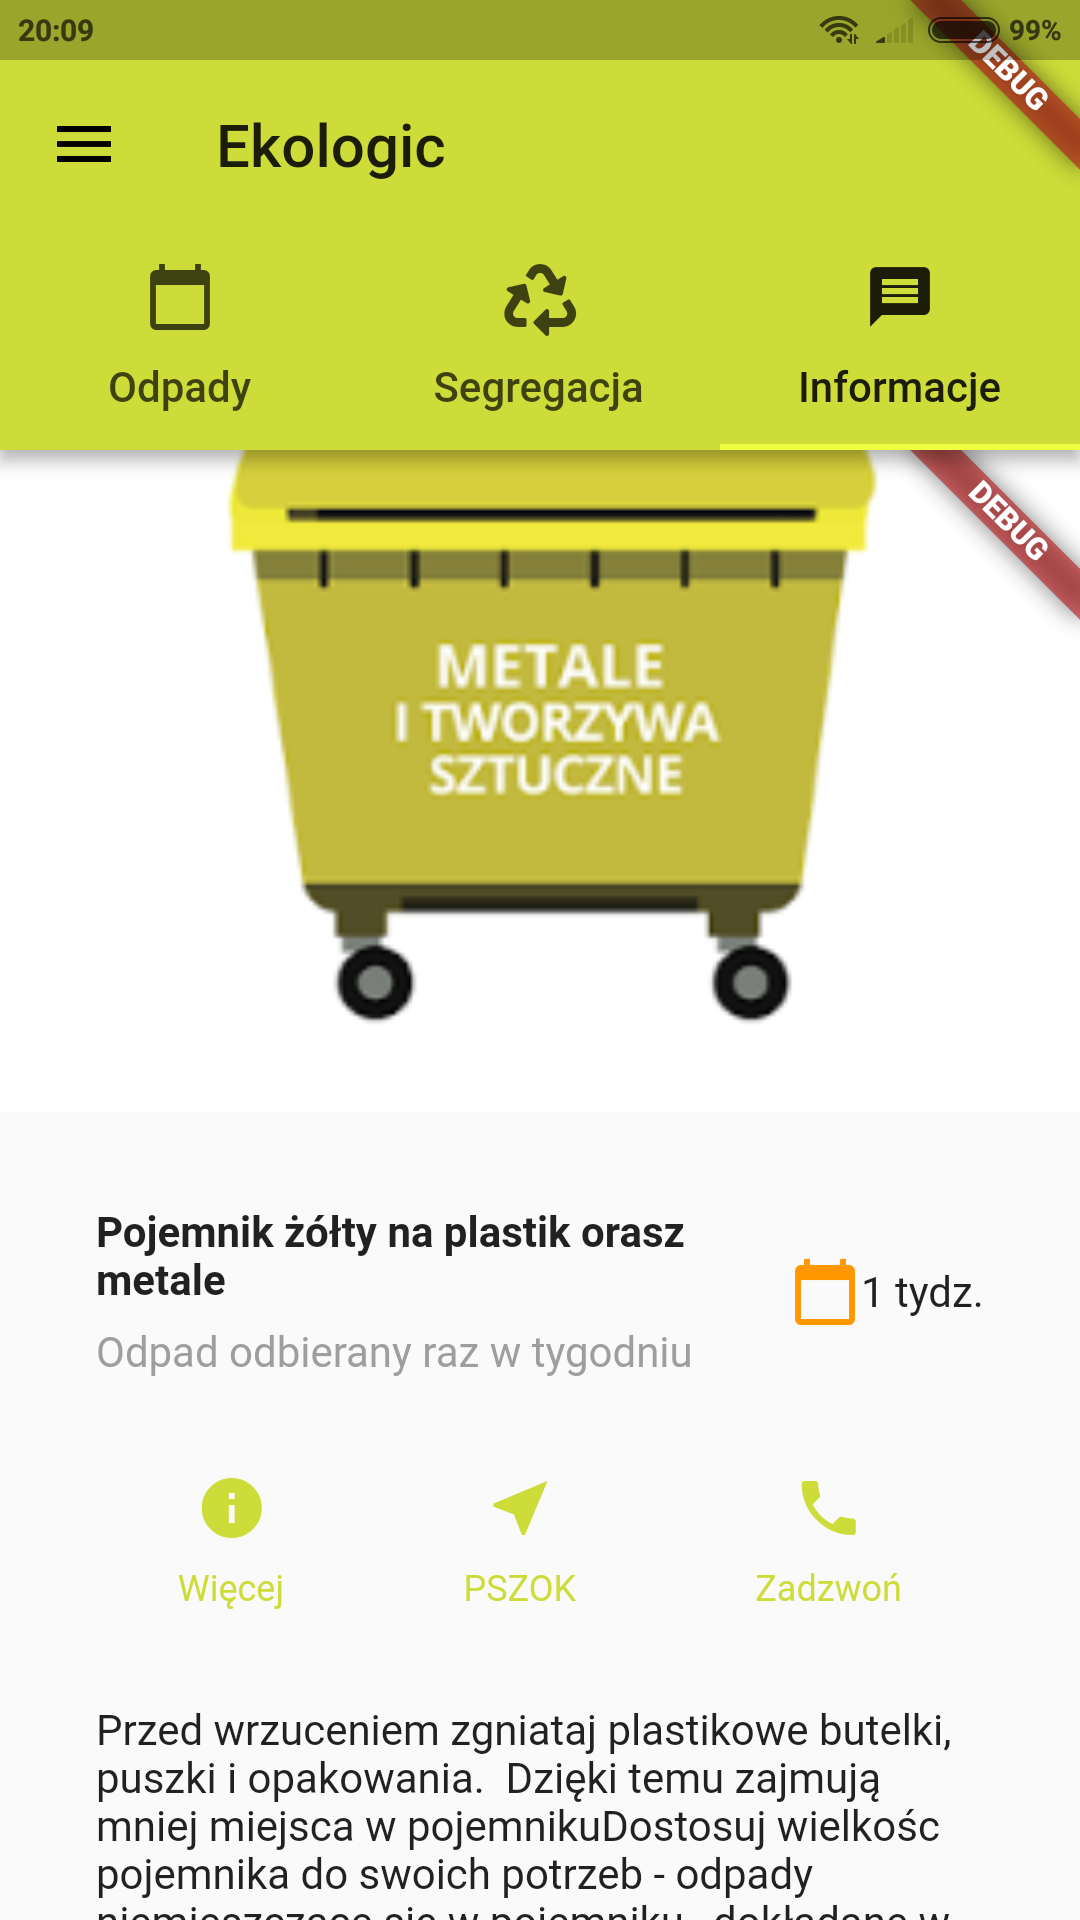 20:09
99%
DEBUG
Ekologic
Odpady
Segregacja
Informacje
DEBUG
METALE
I TWORZYWA
SZTUCZNE
Pojemnik żółty na plastik orasz
metale
1 tydz.
Odpad odbierany raz w tygodniu
Więcej
PSZOK
Zadzwoń
Przed wrzuceniem zgniataj plastikowe butelki,
puszki i opakowania.  Dzięki temu zajmują
mniej miejsca w pojemnikuDostosuj wielkośc
pojemnika do swoich potrzeb - odpady